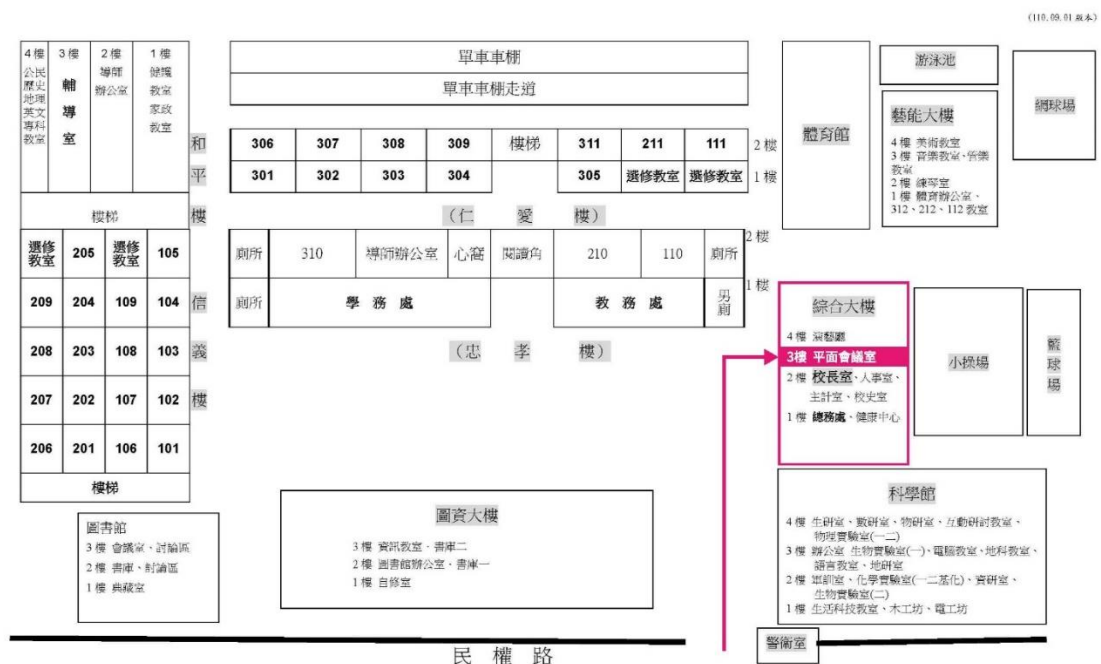 (110.09.01 版本)
4樓
公民
歷史
地理
英文
專科
教室
3樓
輔
導
室
2樓
導師
辦公室
1樓
健護
教室
家政
教室
樓梯
和
平
樓
單車車棚
單車車棚走道
306 307 308 309 樓梯 311 211 111 2樓
301 302 303 304 305 選修教室 選修教室 1樓
(仁 愛 樓)
廁所 310 導師辦公室 心窩 閱讀角 210 110 廁所 2樓
廁所 學務處 教務處 男廁 1樓
(忠 孝 樓)
選修教室 205 選修教室 105
209 204 109 104
208 203 108 103
207 202 107 102
206 201 106 101
樓梯
信
義
樓
體育館
游泳池
藝能大樓
4樓 美術教室
3樓 音樂教室、管樂
教室
2樓 練琴室
1樓 體育辦公室、
312、212、112教室
網球場
綜合大樓
4樓 演藝廳
3樓 平面會議室
2樓 校長室、人事室、
主計室、校史室
1樓 總務處、健康中心
小操場
籃
球
場
圖書館
3樓 會議室、討論區
2樓 書庫、討論區
1樓 典藏室
圖資大樓
3樓 資訊教室、書庫二
2樓 圖書館辦公室、書庫一
1樓 自修室
科學館
4樓 生研室、數研室、物研室、互動研討教室、
物理實驗室(一二)
3樓 辦公室 生物實驗室(一)、電腦教室、地科教室、
語言教室、地研室
2樓 軍訓室、化學實驗室(一二基化)、資研室、
生物實驗室(二)
1樓 生活科技教室、木工坊、電工坊
警衛室
民 權 路